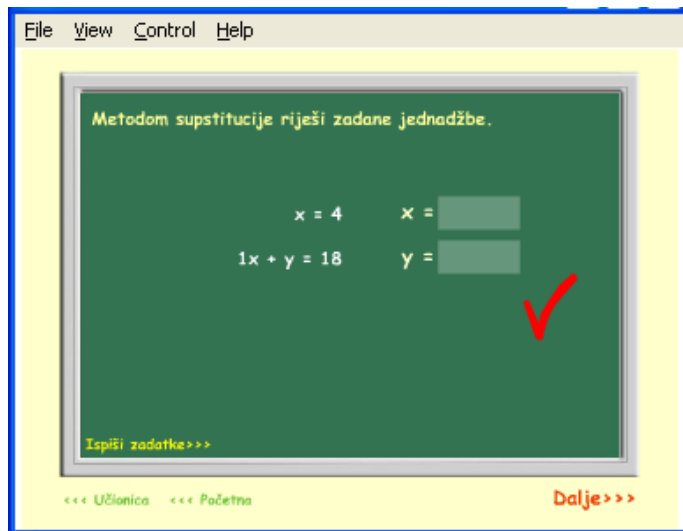 File View Control Help
Metodom supstitucije riješi zadane jednadžbe.
x = 4 x =
1x + y = 18 y =
Ispiši zadatke>>>
<<< Učionica <<< Početna Dalje>>>